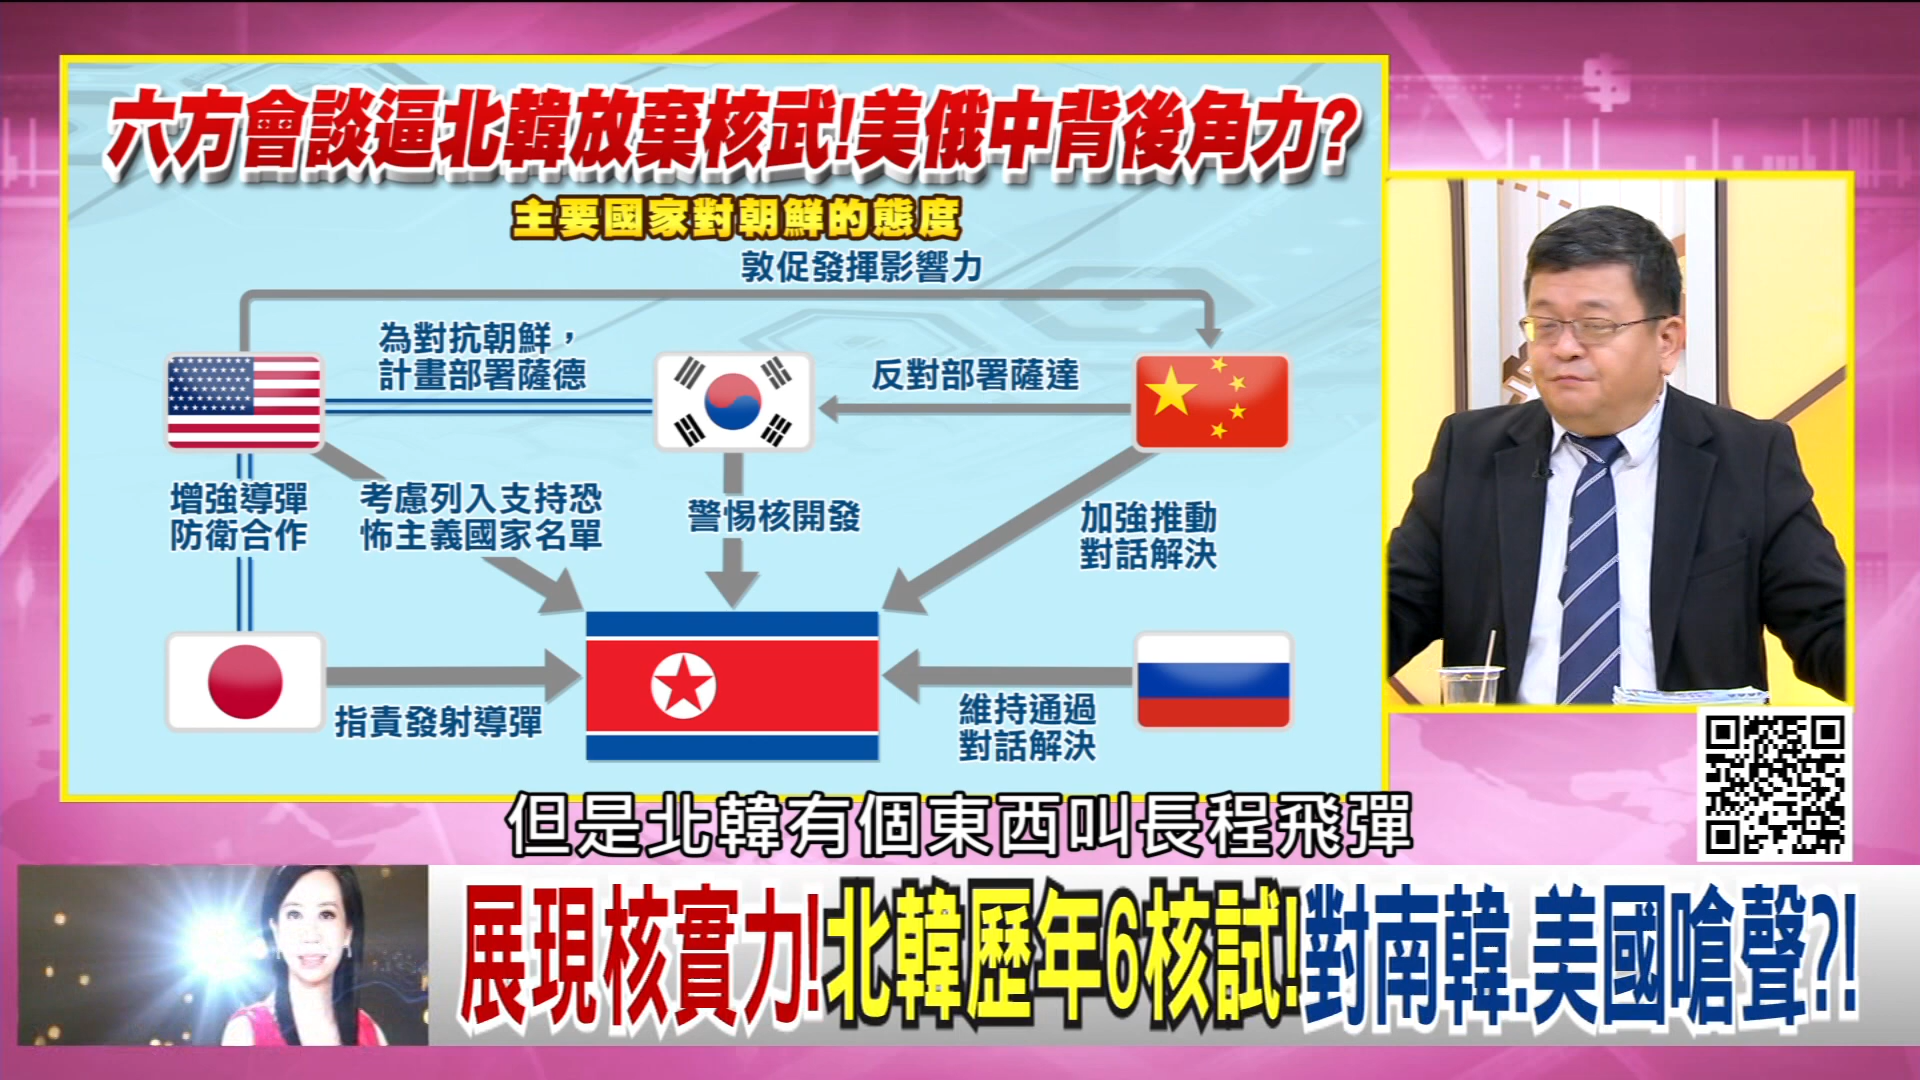 六方會談逼北韓放棄核武!美俄中背後角力?
主要國家對朝鮮的態度
敦促發揮影響力
為對抗朝鮮，
計畫部署薩德
反對部署薩達
增強導彈
防衛合作
考慮列入支持恐
怖主義國家名單
警惕核開發
加強推動
對話解決
指責發射導彈
維持通過
對話解決
但是北韓有個東西叫長程飛彈
展現核實力!北韓歷年6核試!對南韓.美國嗆聲?!